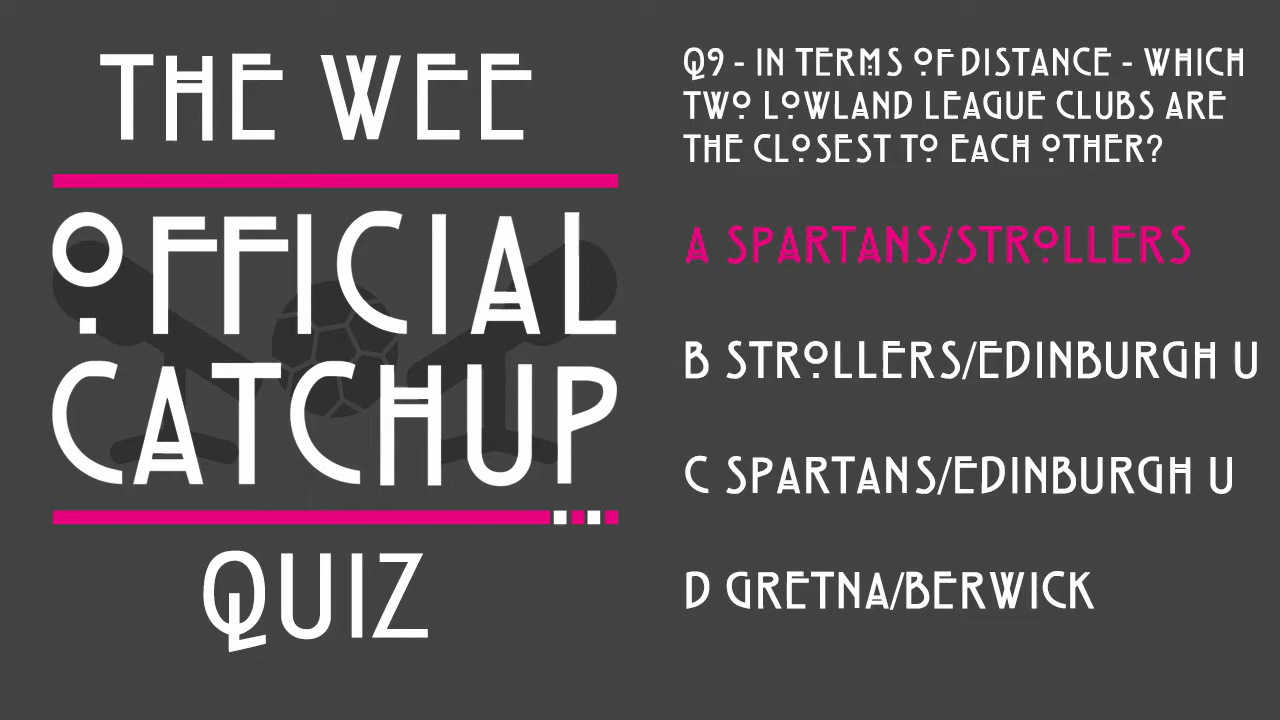 THE WEE
OFFICIAL
CATCHUP
QUIZ
Q9 - IN TERMS OF DISTANCE - WHICH
TWO LOWLAND LEAGUE CLUBS ARE
THE CLOSEST TO EACH OTHER?
A SPARTANS/STROLLERS
B STROLLERS/EDINBURGH U
C SPARTANS/EDINBURGH U
D GRETNA/BERWICK